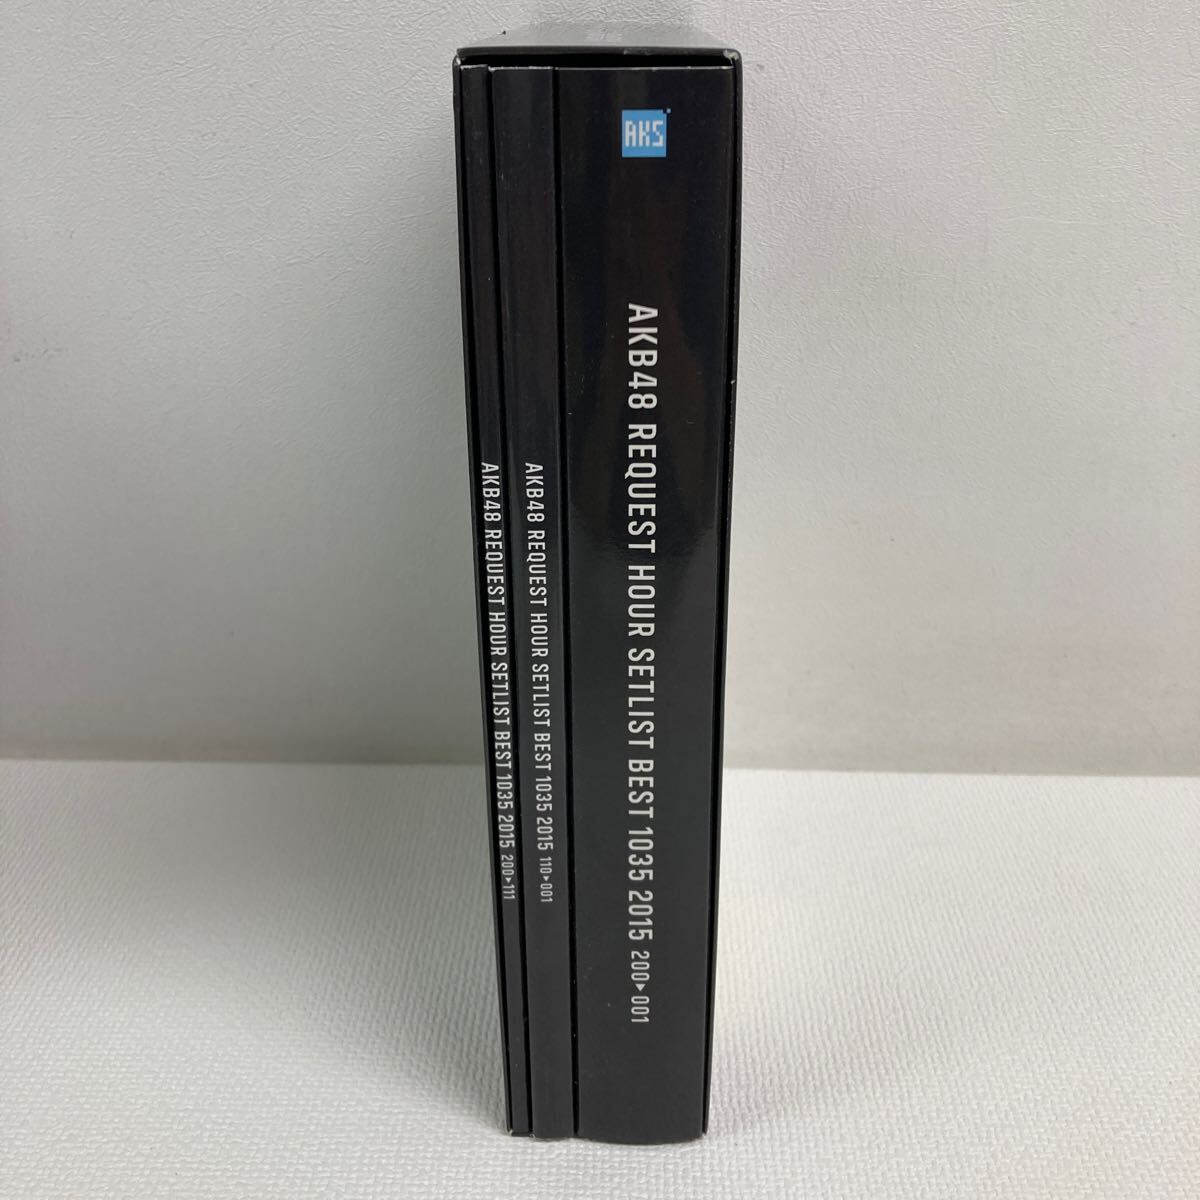 AKS
AKB48 REQUEST HOUR SETLIST BEST 1035 2015 200▶001
AKB48 REQUEST HOUR SETLIST BEST 1035 2015 110▶001
AKB48 REQUEST HOUR SETLIST BEST 1035 2015 200▶111